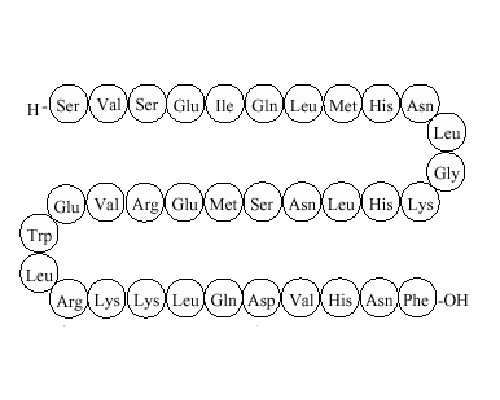 H- Ser Val Ser Glu Ile Gln Leu Met His Asn
Leu
Gly
Glu Val Arg Glu Met Ser Asn Leu His Lys
Trp
Leu
Arg Lys Lys Leu Gln Asp Val His Asn Phe -OH